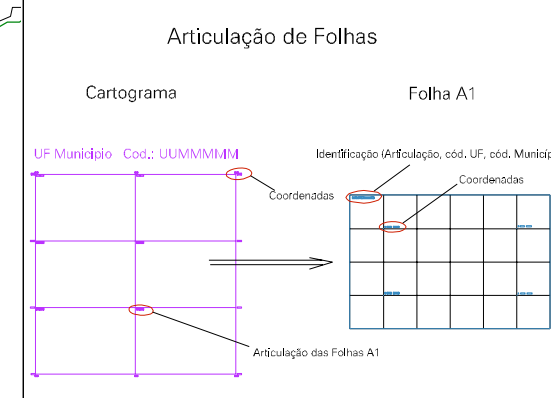 Articulação de Folhas
Cartograma
Folha A1
UF Municipio Cod.: UUMMMMM
Identificação (Articulação, cód. UF, cód. Municíp
Coordenadas
Coordenadas
Articulação das Folhas A1